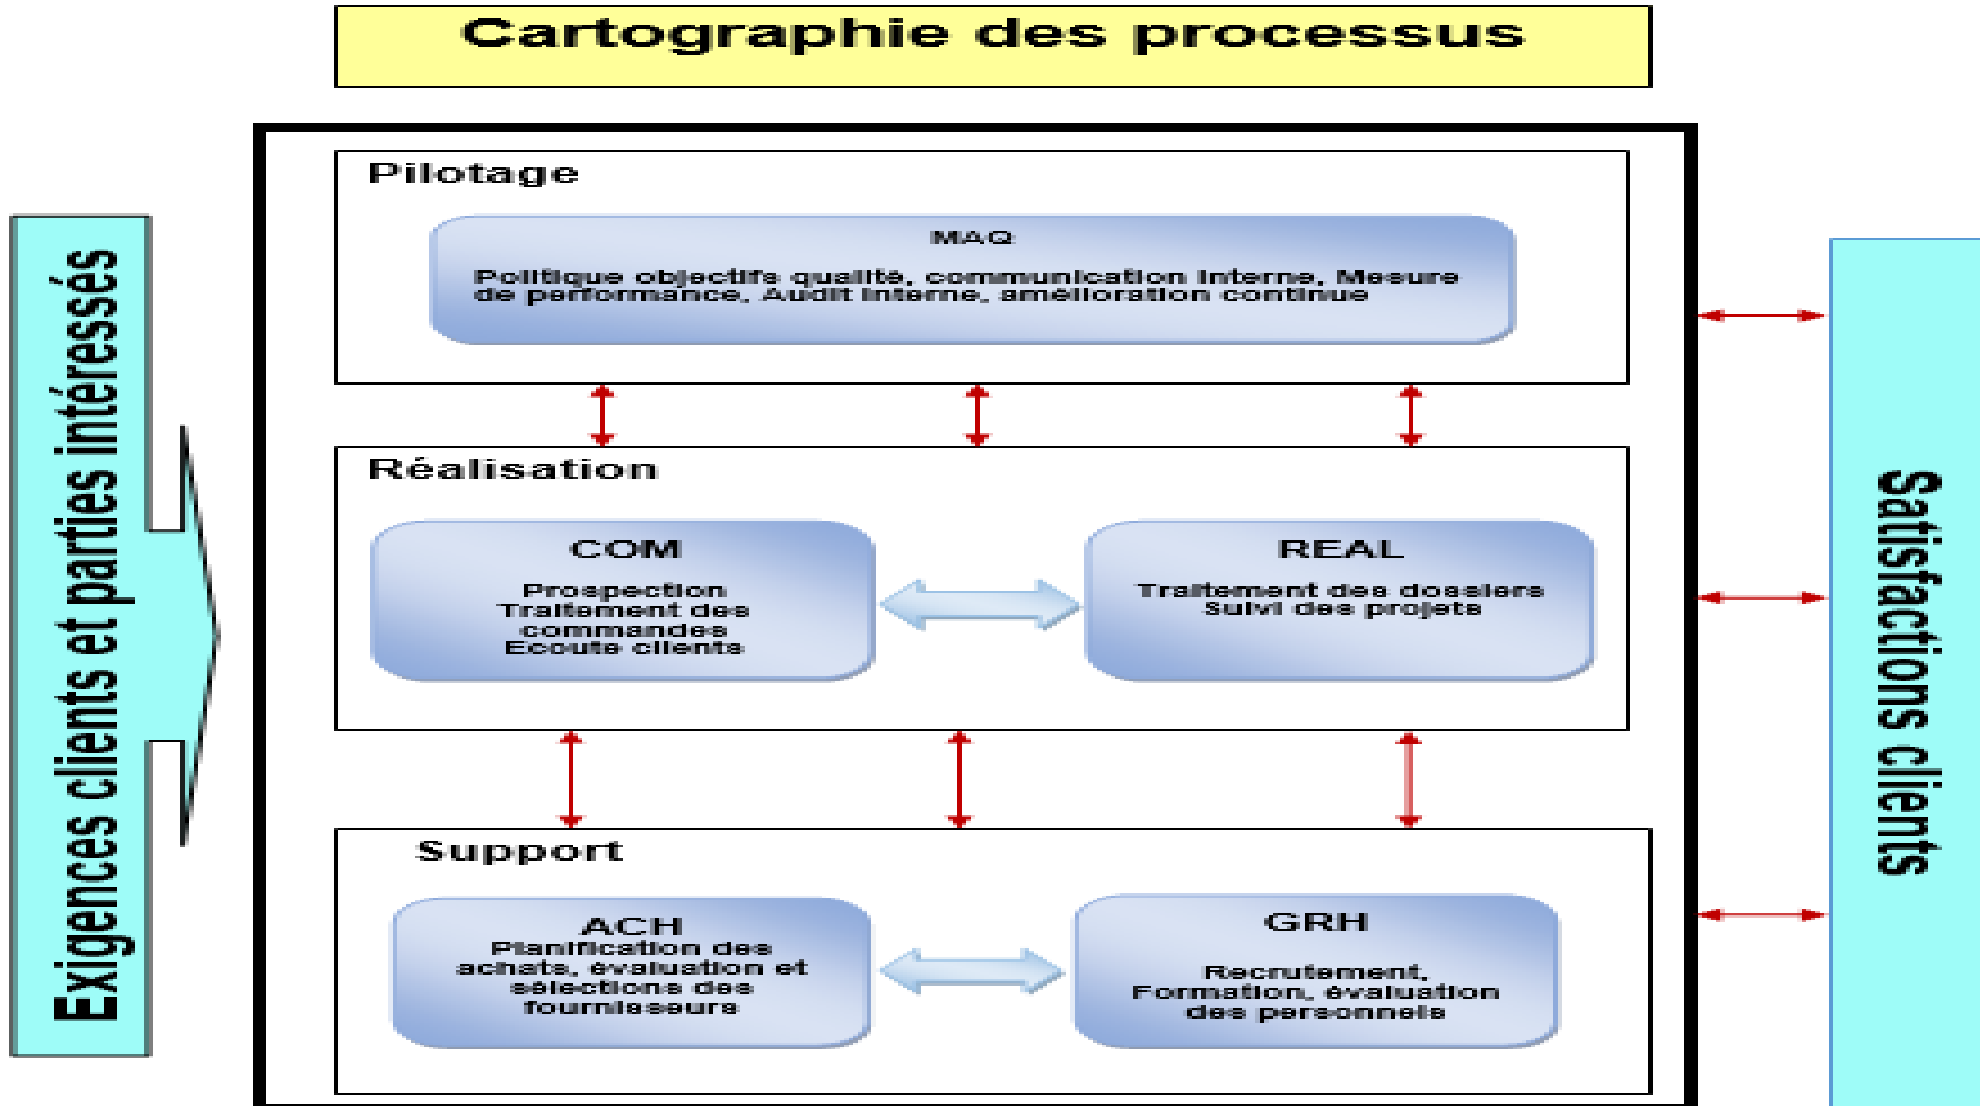 Cartographie des processus
Exigences clients et parties intéressés
Pilotage
MAQ
Politique objectifs qualité, communication interne, Mesure
de performance, Audit interne, amélioration continue
Réalisation
COM
Prospection
Traitement des
commandes
Ecoute clients
REAL
Traitement des dossiers
Suivi des projets
Support
ACH
Planification des
achats, évaluation et
sélections des
fournisseurs
GRH
Recrutement,
Formation, évaluation
des personnels
Satisfactions clients